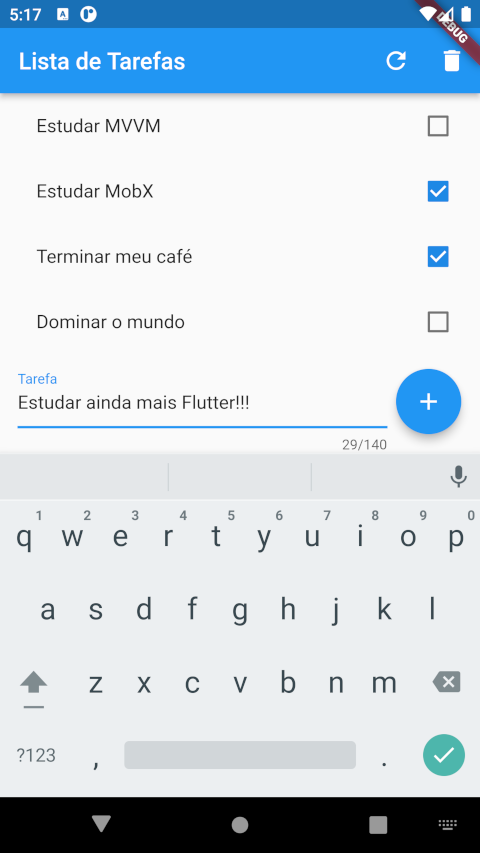 5:17
DEBUG
Lista de Tarefas
Estudar MVVM
Estudar MobX
Terminar meu café
Dominar o mundo
Tarefa
Estudar ainda mais Flutter!!!
29/140
1 2 3 4 5 6 7 8 9 0
q w e r t y u i o p
a s d f g h j k l
z x c v b n m
?123 , .